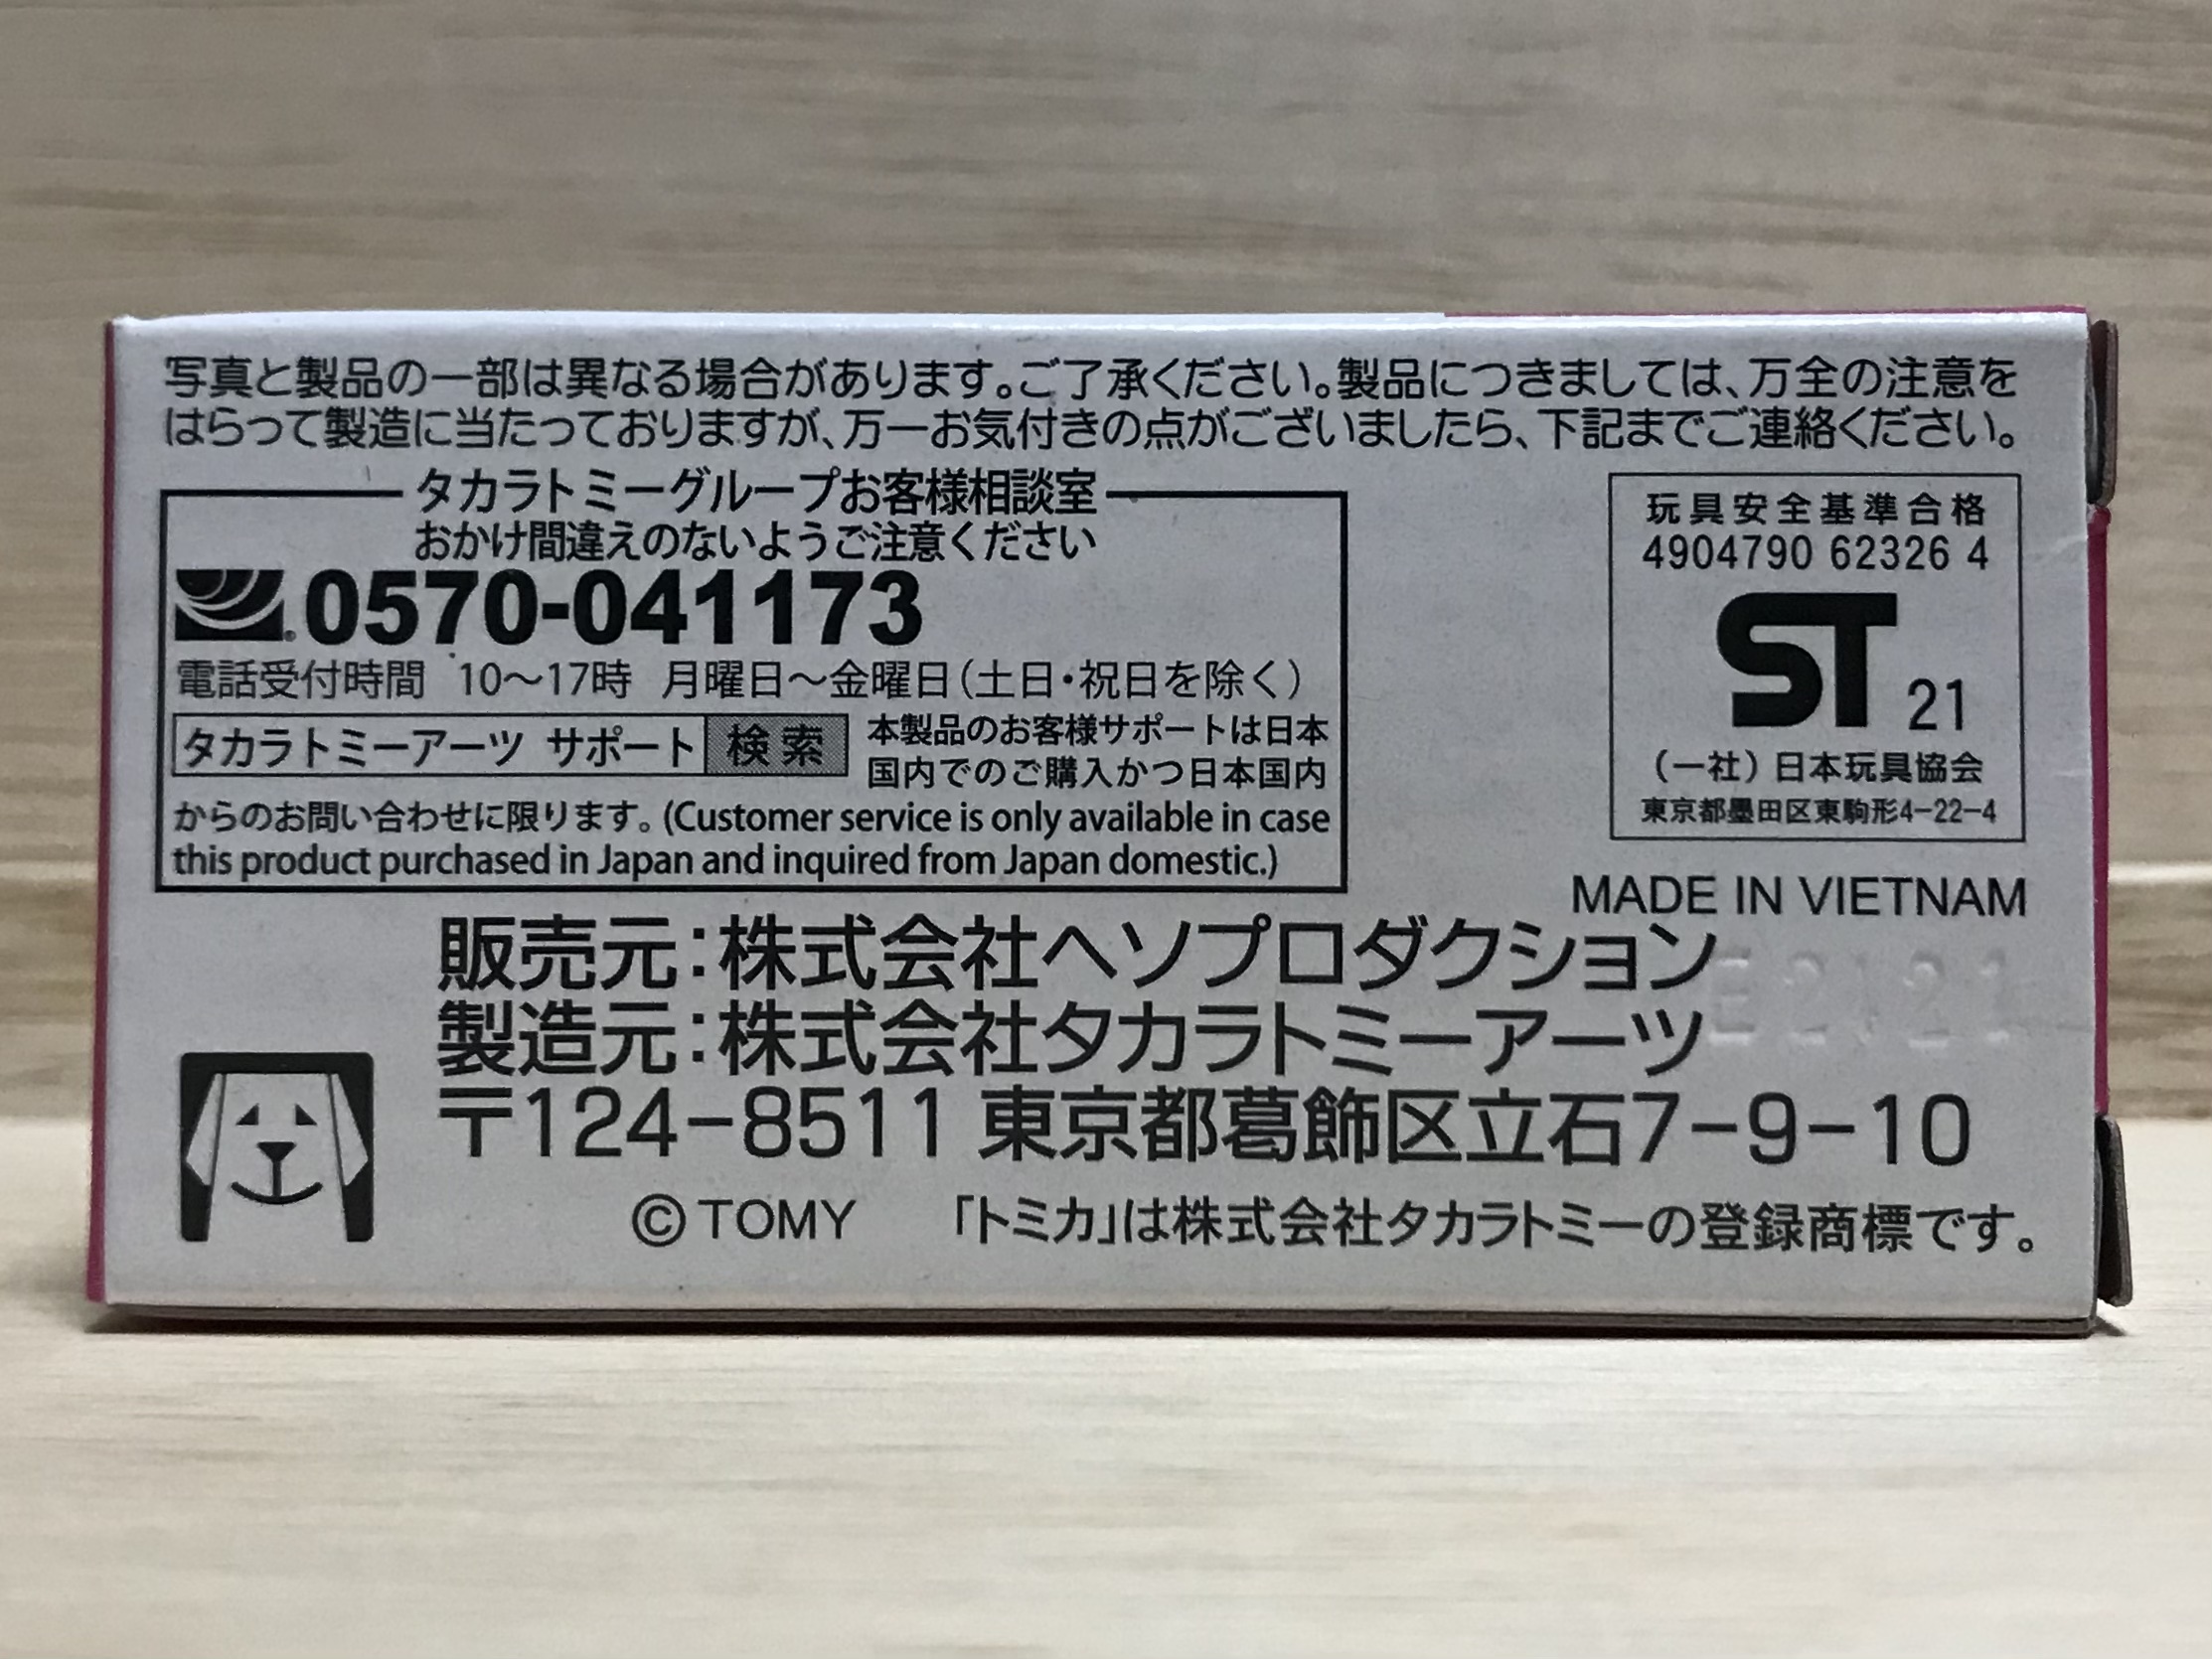 写真と製品の一部は異なる場合があります。ご了承ください。製品につきましては、万全の注意を
はらって製造に当たっておりますが、万一お気付きの点がございましたら、下記までご連絡ください。
タカラトミーグループお客様相談室
おかけ間違えのないようご注意ください
0570-041173
電話受付時間 10〜17時 月曜日〜金曜日(土日・祝日を除く)
タカラトミーアーツ サポート 検索
本製品のお客様サポートは日本
国内でのご購入かつ日本国内
からのお問い合わせに限ります。(Customer service is only available in case
this product purchased in Japan and inquired from Japan domestic.)
玩具安全基準合格
4904790 62326 4
ST 21
(一社)日本玩具協会
東京都墨田区東駒形4-22-4
MADE IN VIETNAM
販売元:株式会社ヘソプロダクション
製造元:株式会社タカラトミーアーツ
〒124-8511 東京都葛飾区立石7-9-10
© TOMY 「トミカ」は株式会社タカラトミーの登録商標です。